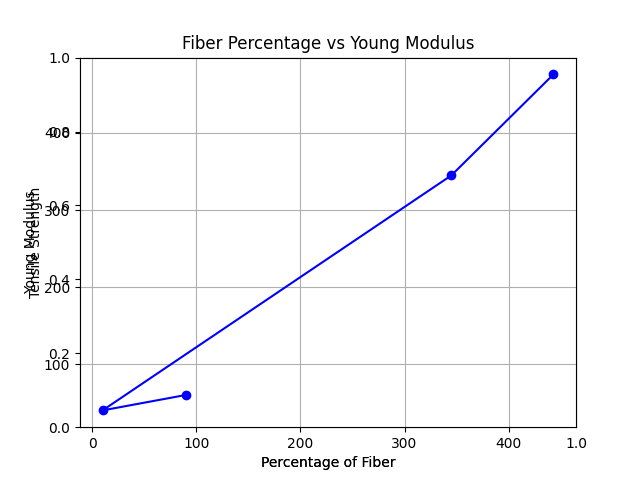 Fiber Percentage vs Young Modulus
1.0
0.8
400
0.6
300
0.4
200
0.2
100
0.0
Young Modulus
Tensile Strength
0 100 200 300 400 1.0
Percentage of Fiber